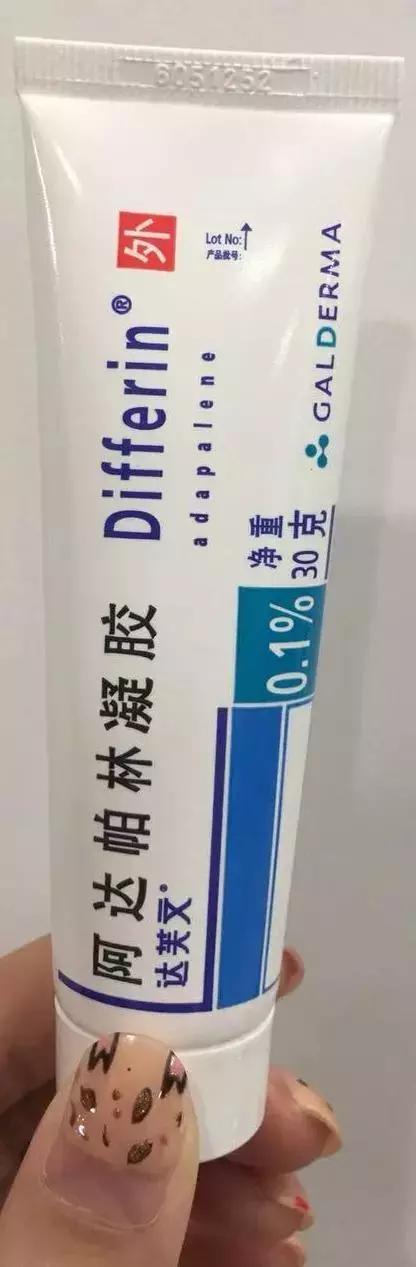 6051252
外
Lot No:
产品批号:
Differin®
adapalene
GALDERMA
净重
30克
0.1%
阿达帕林凝胶
达芙文®